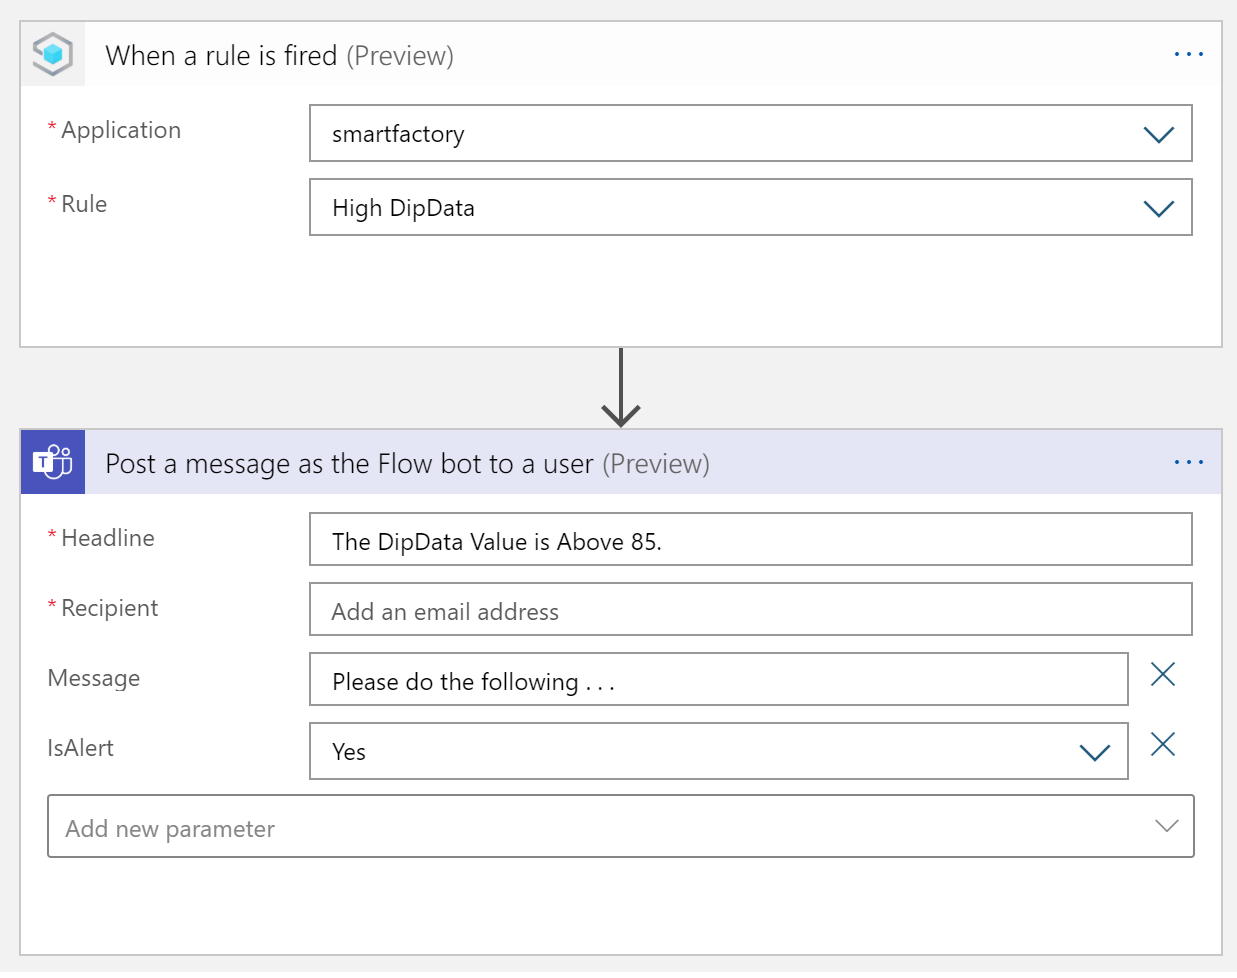 When a rule is fired (Preview)
* Application
smartfactory
* Rule
High DipData
T
Post a message as the Flow bot to a user (Preview)
* Headline
The DipData Value is Above 85.
* Recipient
Add an email address
Message
Please do the following . . .
IsAlert
Yes
Add new parameter